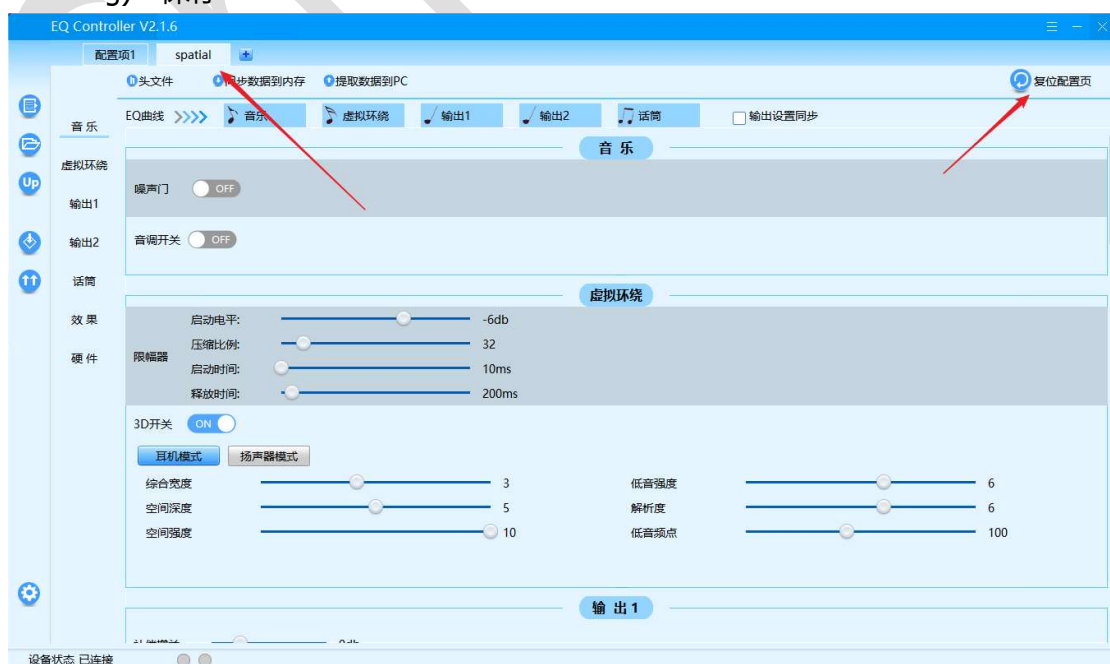 EQ Controller V2.1.6
配置项1 spatial
头文件 同步数据到内存 提取数据到PC 复位配置页
EQ曲线 音乐 虚拟环绕 输出1 输出2 话筒 输出设置同步
音乐
虚拟环绕
输出1
输出2
话筒
效果
硬件
Up
音乐
噪声门 OFF
音调开关 OFF
虚拟环绕
限幅器
启动电平: -6db
压缩比例: 32
启动时间: 10ms
释放时间: 200ms
3D开关 ON
耳机模式 扬声器模式
综合宽度 3 低音强度 6
空间深度 5 解析度 6
空间强度 10 低音频点 100
输出1
设备状态 已连接